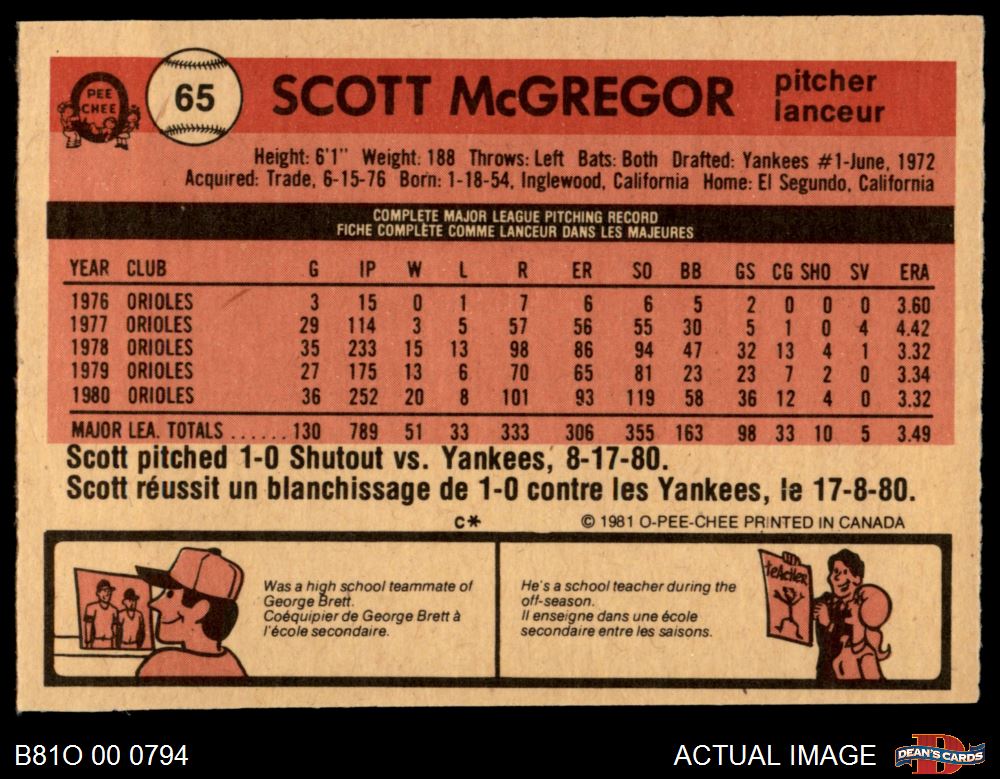 O PEE CHEE
65
SCOTT McGREGOR
pitcher
lanceur
Height: 6'1" Weight: 188 Throws: Left Bats: Both Drafted: Yankees #1-June, 1972
Acquired: Trade, 6-15-76 Born: 1-18-54, Inglewood, California Home: El Segundo, California
COMPLETE MAJOR LEAGUE PITCHING RECORD
FICHE COMPLÈTE COMME LANCEUR DANS LES MAJEURES
YEAR CLUB G IP W L R ER SO BB GS CG SHO SV ERA
1976 ORIOLES 3 15 0 1 7 6 6 5 2 0 0 0 3.60
1977 ORIOLES 29 114 3 5 57 56 55 30 5 1 0 4 4.42
1978 ORIOLES 35 233 15 13 98 86 94 47 32 13 4 1 3.32
1979 ORIOLES 27 175 13 6 70 65 81 23 23 7 2 0 3.34
1980 ORIOLES 36 252 20 8 101 93 119 58 36 12 4 0 3.32
MAJOR LEA. TOTALS ...... 130 789 51 33 333 306 355 163 98 33 10 5 3.49
Scott pitched 1-0 Shutout vs. Yankees, 8-17-80.
Scott réussit un blanchissage de 1-0 contre les Yankees, le 17-8-80.
C* © 1981 O-PEE-CHEE PRINTED IN CANADA
Was a high school teammate of
George Brett.
Coéquipier de George Brett à
l'école secondaire.
He's a school teacher during the
off-season.
Il enseigne dans une école
secondaire entre les saisons.
teAcHer
B81O 00 0794
ACTUAL IMAGE
DEAN'S CARDS